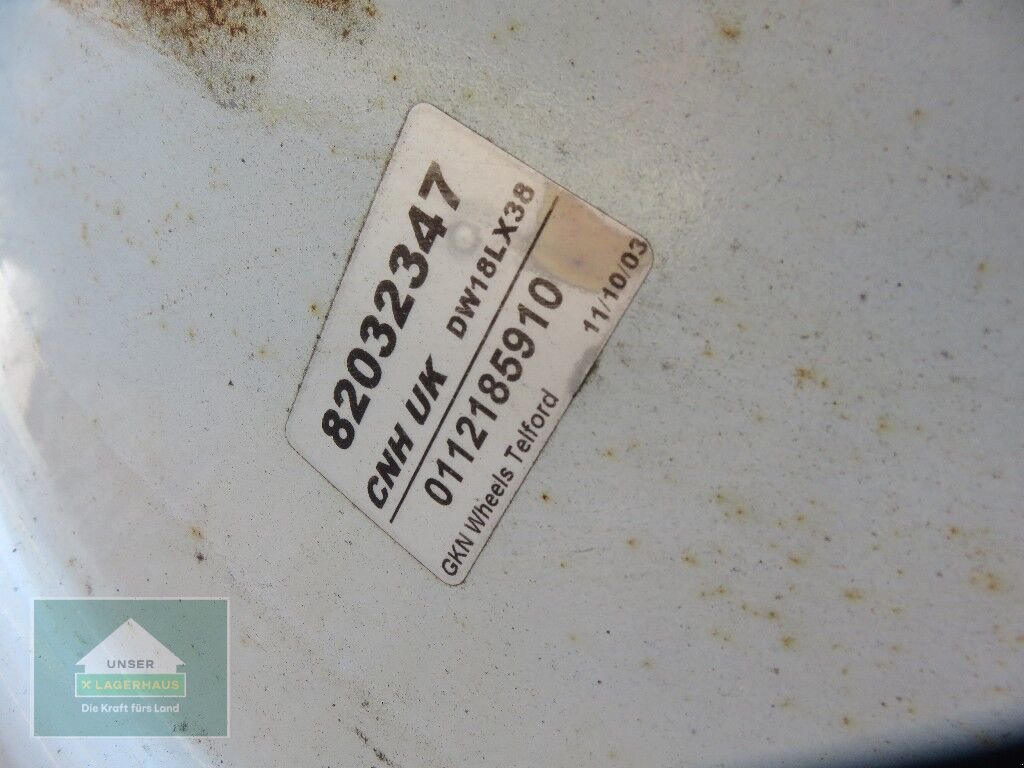 82032347
CNH UK DW18LX38
0112185910
GKN Wheels Telford 11/10/03
UNSER
X LAGERHAUS
Die Kraft fürs Land